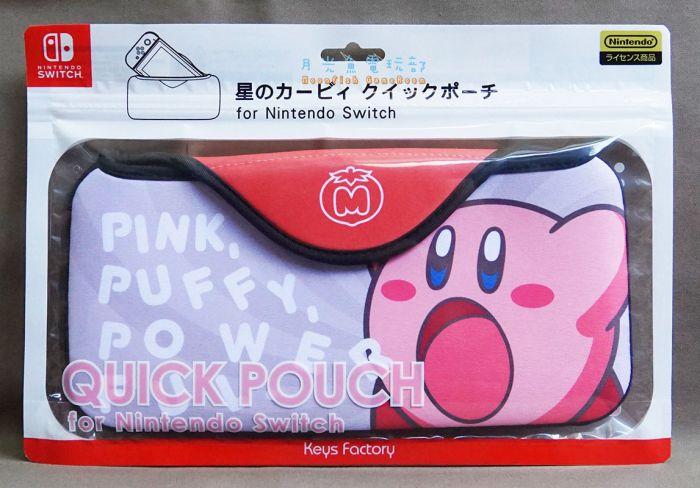 NINTENDO
SWITCH
月光魚電玩部
Moonfish GameRoom
Nintendo
ライセンス商品
星のカービィ クイックポーチ
for Nintendo Switch
M
PINK,
PUFFY,
POWER
QUICK POUCH
for Nintendo Switch
Keys Factory